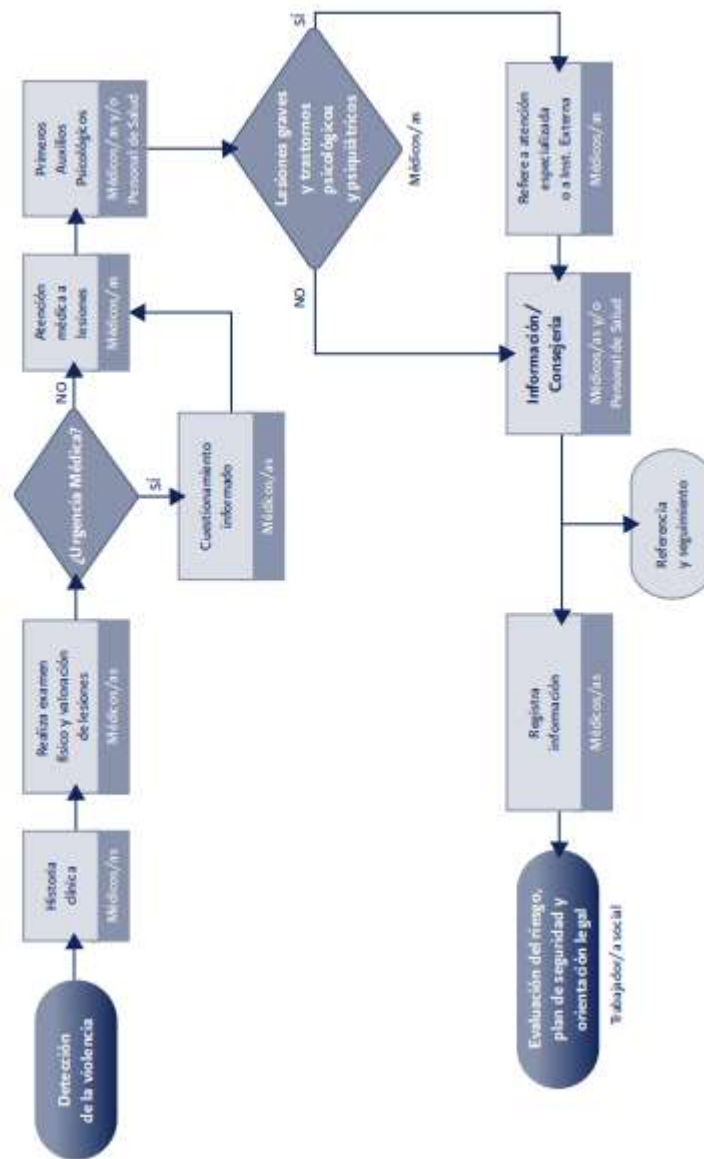 Detección
de la violencia
Historia
clínica
Médicos/as
Realiza examen
físico y valoración
de lesiones
Médicos/as
¿Urgencia Médica?
NO
SÍ
Cuestionamiento
informado
Médicos/as
Atención
médica a
lesiones
Médicos/as
Primeros
Auxilios
Psicológicos
Médicos/as y/o
Personal de Salud
Lesiones graves
y trastornos
psicológicos
y psiquiátricos
Médicos/as
NO
SÍ
Refiere a atención
especializada
o a Inst. Externa
Médicos/as
Información/
Consejería
Médicos/as y/o
Personal de Salud
Referencia
y seguimiento
Registra
información
Médicos/as
Evaluación del riesgo,
plan de seguridad y
orientación legal
Trabajador/a social